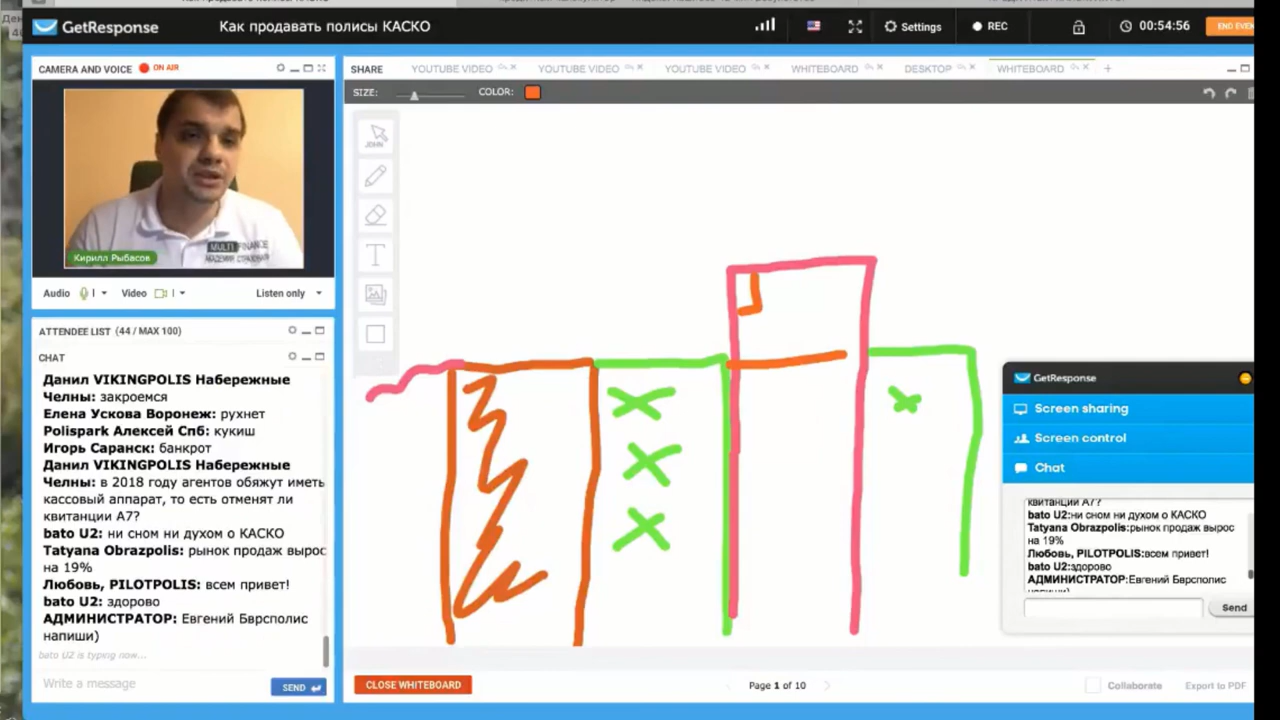 GetResponse
Как продавать полисы КАСКО
Settings
REC
00:54:56
CAMERA AND VOICE
ON AIR
SHARE
YOUTUBE VIDEO
YOUTUBE VIDEO
YOUTUBE VIDEO
WHITEBOARD
DESKTOP
WHITEBOARD
SIZE:
COLOR:
JOHN
MULTI FINANCE
АКАДЕМИЯ СТРАХОВАНИЯ
Кирилл Рыбасов
Audio
Video
Listen only
ATTENDEE LIST (44 / MAX 100)
CHAT
Данил VIKINGPOLIS Набережные
Челны: закроемся
Елена Ускова Воронеж: рухнет
Polispark Алексей Спб: кукиш
Игорь Саранск: банкрот
Данил VIKINGPOLIS Набережные
Челны: в 2018 году агентов обяжут иметь
кассовый аппарат, то есть отменят ли
квитанции А7?
bato U2: ни сном ни духом о КАСКО
Tatyana Obrazpolis: рынок продаж вырос
на 19%
Любовь, PILOTPOLIS: всем привет!
bato U2: здорово
АДМИНИСТРАТОР: Евгений Бврсполис
напиши)
bato U2 is typing now...
Write a message
SEND
CLOSE WHITEBOARD
Page 1 of 10
Collaborate
Export to PDF
GetResponse
Screen sharing
Screen control
Chat
квитанции А7?
bato U2:ни сном ни духом о КАСКО
Tatyana Obrazpolis:рынок продаж вырос
на 19%
Любовь, PILOTPOLIS:всем привет!
bato U2:здорово
АДМИНИСТРАТОР:Евгений Бврсполис
напиши)
Send